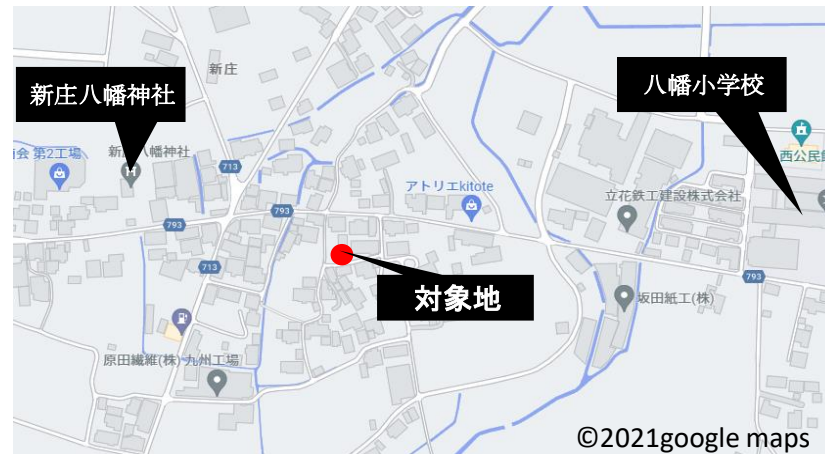 新庄
新庄八幡神社
八幡小学校
西公民館
会 第2工場
新庄八幡神社
713
アトリエkitote
立花鉄工建設株式会社
793
793
713
793
対象地
坂田紙工(株)
原田繊維(株) 九州工場
©2021google maps